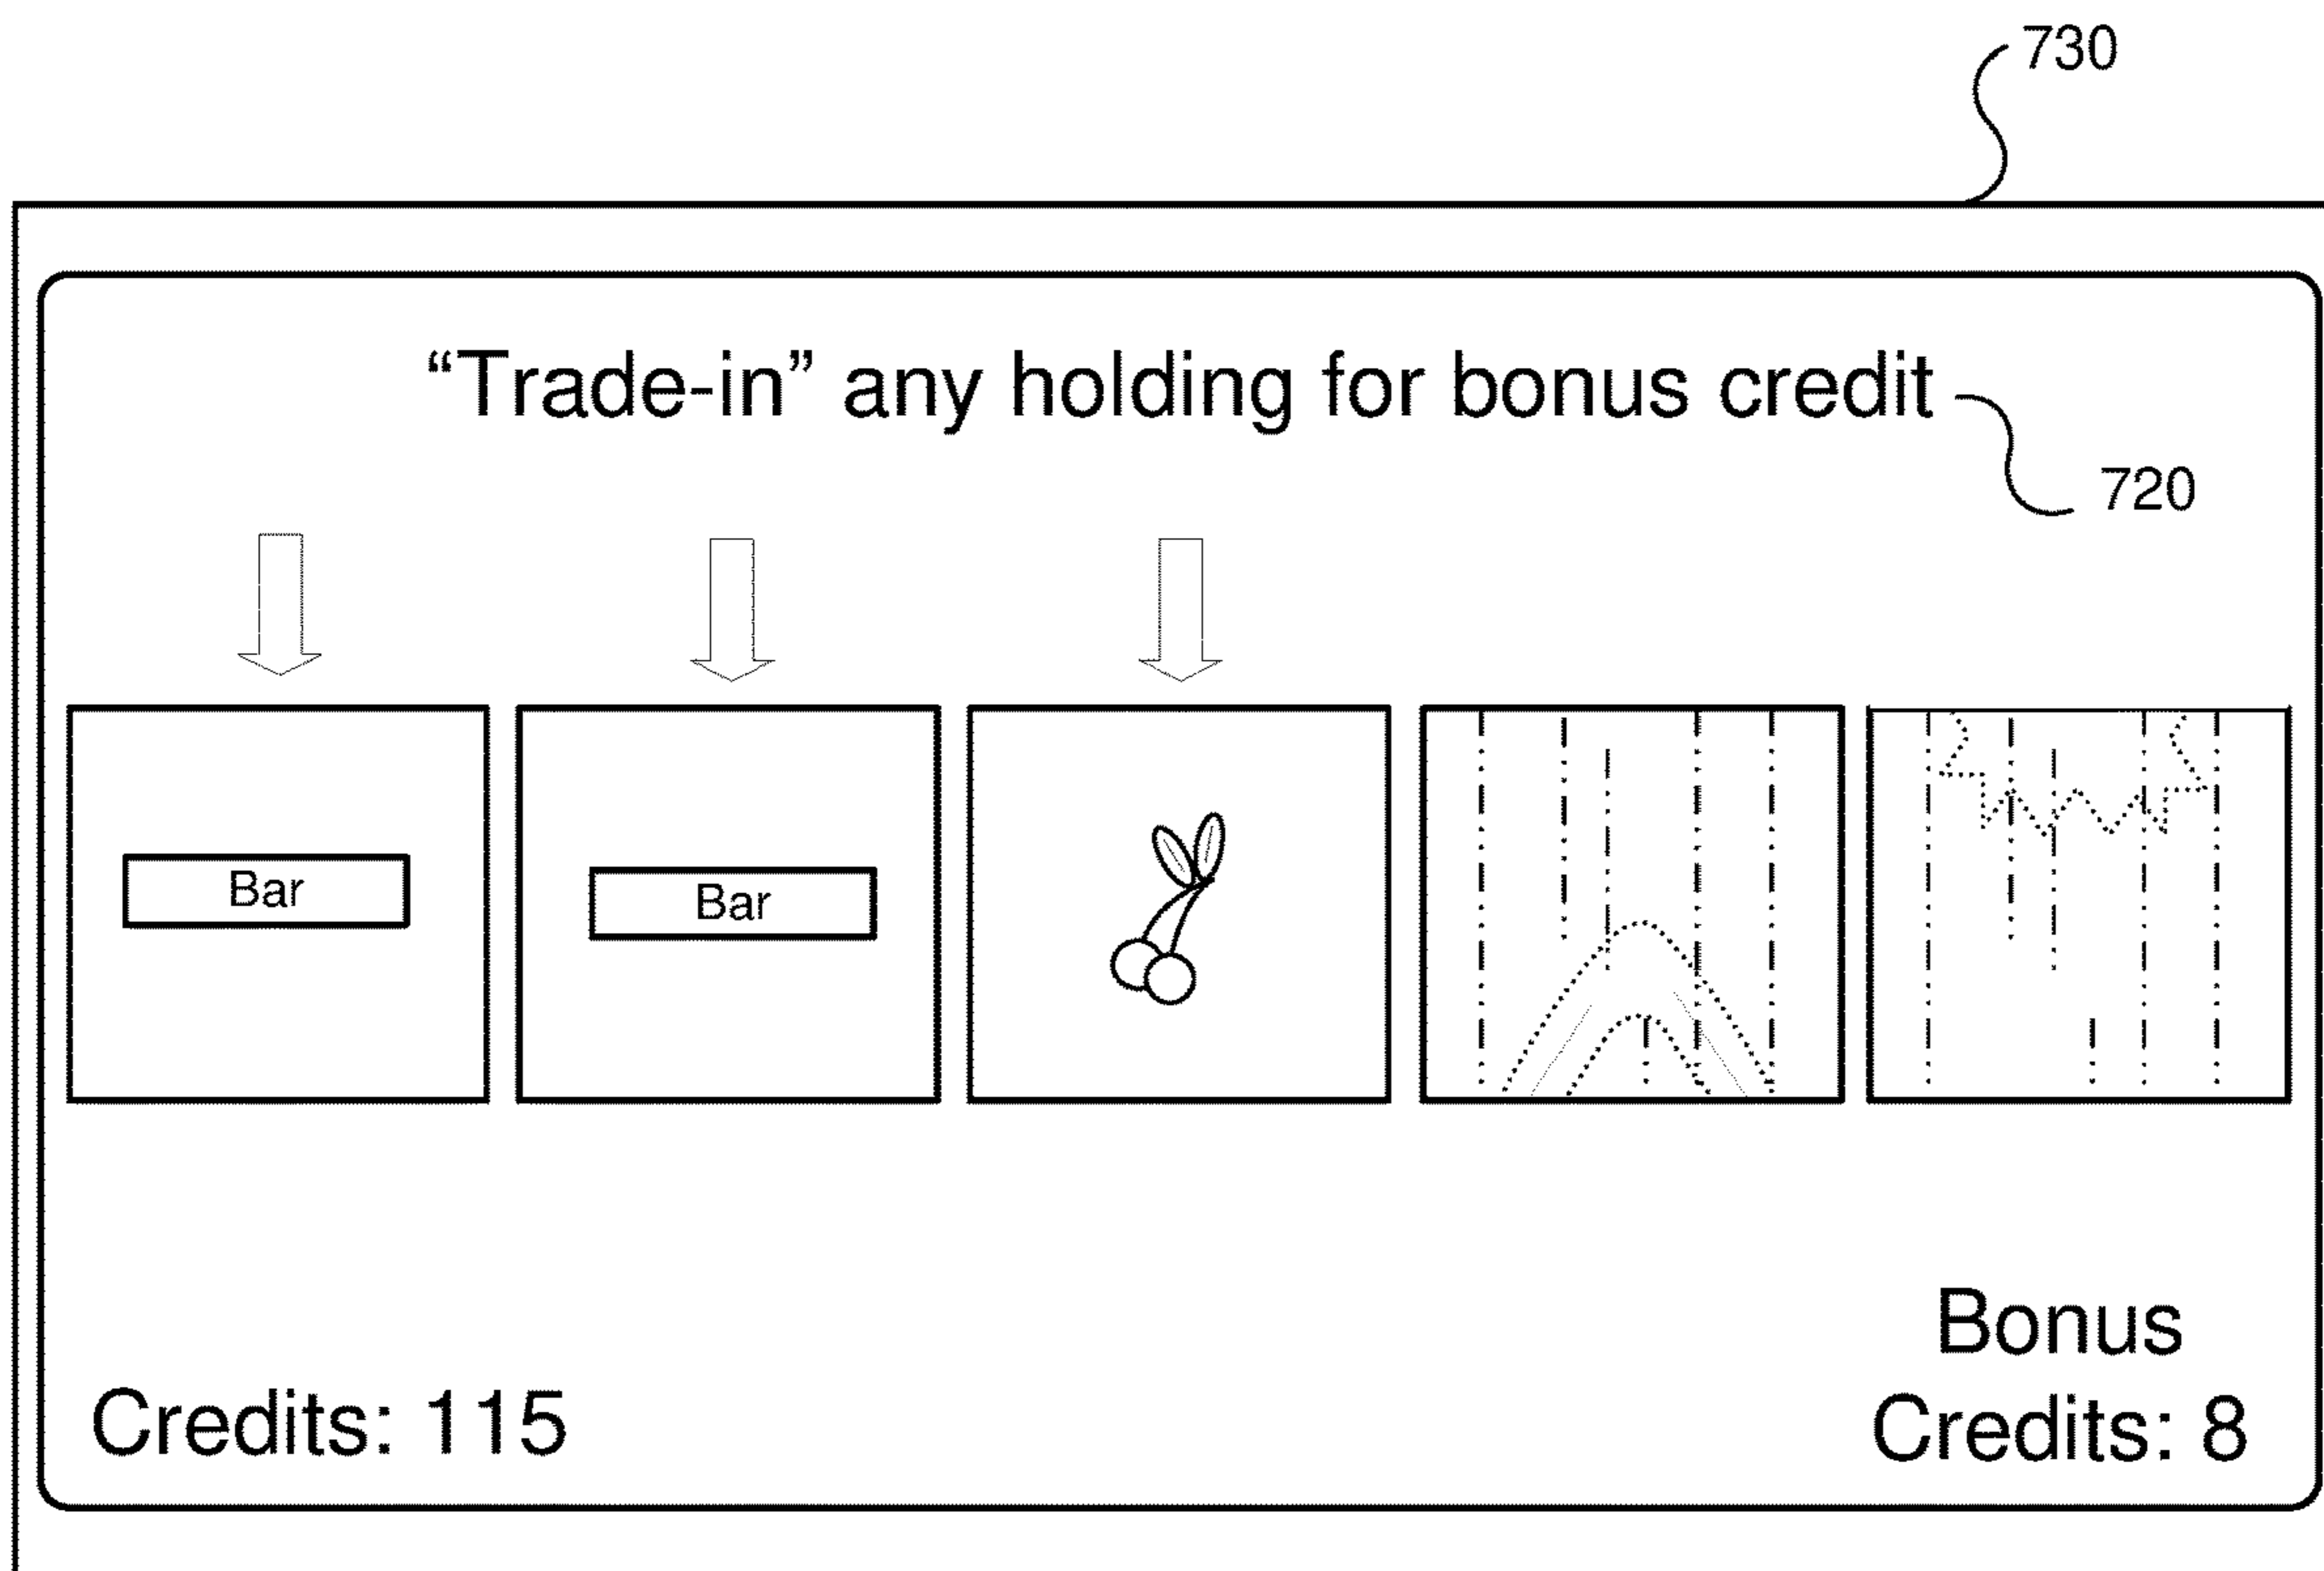 730
“Trade-in” any holding for bonus credit
720
Bar
Bar
Bonus
Credits: 115
Credits: 8